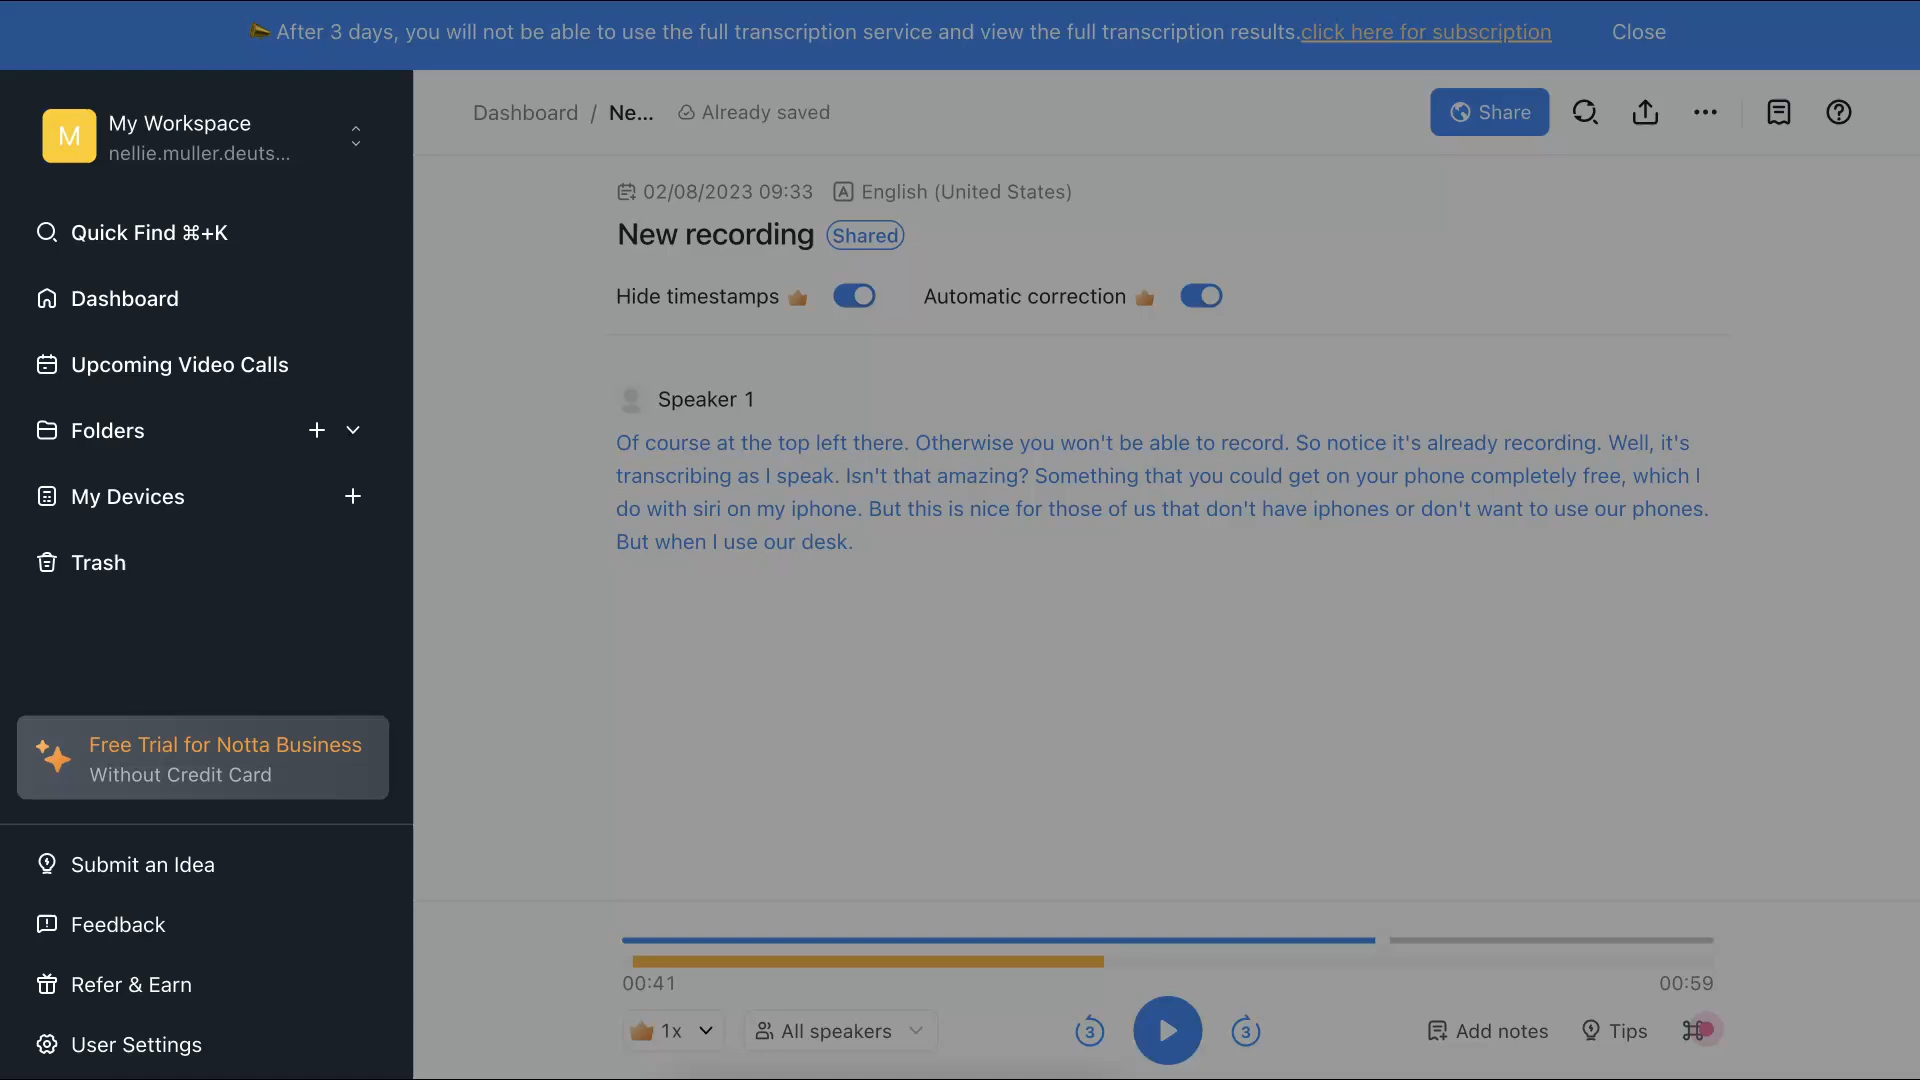 After 3 days, you will not be able to use the full transcription service and view the full transcription results.click here for subscription
Close
M
My Workspace
nellie.muller.deuts...
Quick Find ⌘+K
Dashboard
Upcoming Video Calls
Folders
My Devices
Trash
Free Trial for Notta Business
Without Credit Card
Submit an Idea
Feedback
Refer & Earn
User Settings
Dashboard / Ne... Already saved
Share
02/08/2023 09:33 A English (United States)
New recording Shared
Hide timestamps Automatic correction
Speaker 1
Of course at the top left there. Otherwise you won't be able to record. So notice it's already recording. Well, it's
transcribing as I speak. Isn't that amazing? Something that you could get on your phone completely free, which I
do with siri on my iphone. But this is nice for those of us that don't have iphones or don't want to use our phones.
But when I use our desk.
00:41 00:59
1x All speakers 3 3 Add notes Tips ⌘